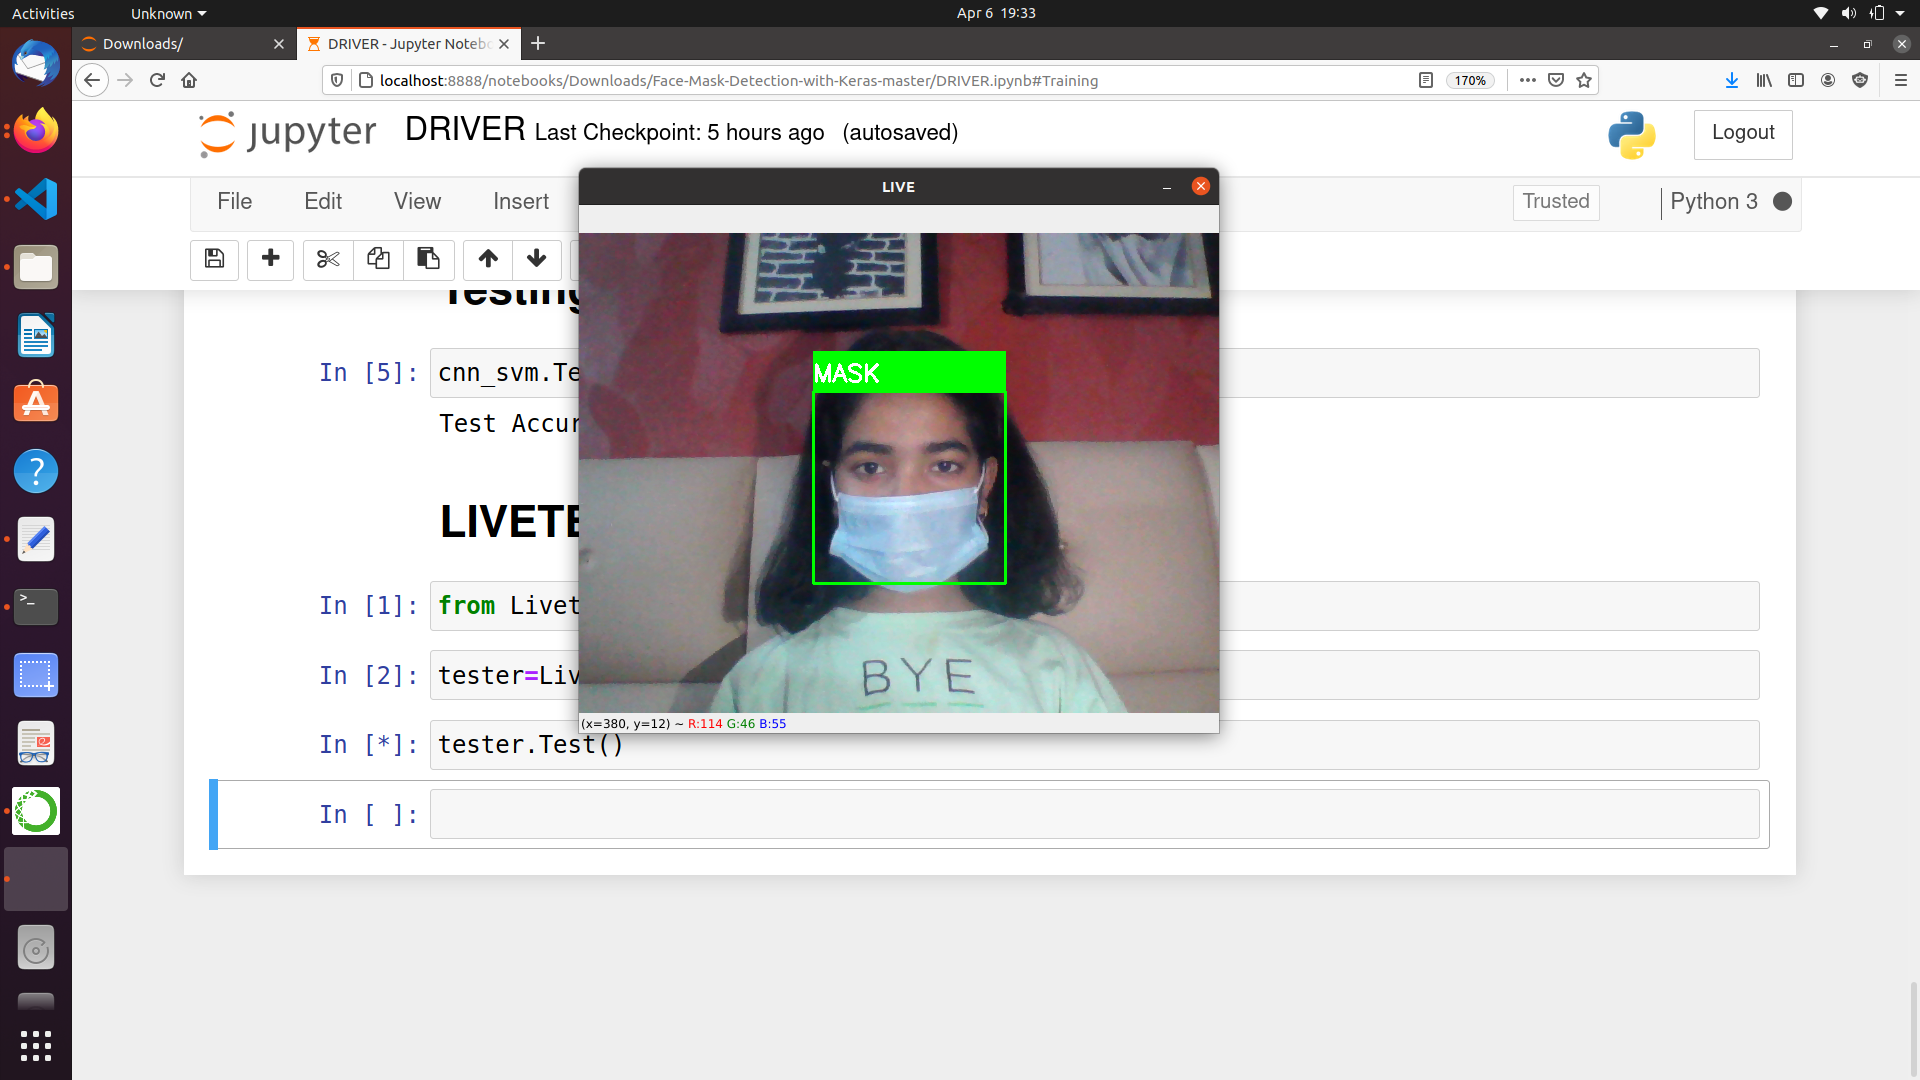 Activities
Unknown
Apr 6 19:33
Downloads/
DRIVER - Jupyter Notebo
localhost:8888/notebooks/Downloads/Face-Mask-Detection-with-Keras-master/DRIVER.ipynb#Training
170%
jupyter DRIVER Last Checkpoint: 5 hours ago (autosaved)
Logout
LIVE
File Edit View Insert
Trusted
Python 3
Testing
MASK
In [5]: cnn_svm.Te
Test Accur
LIVETE
In [1]: from Livet
In [2]: tester=Liv
BYE
(x=380, y=12) ~ R:114 G:46 B:55
In [*]: tester.Test()
In [ ]: